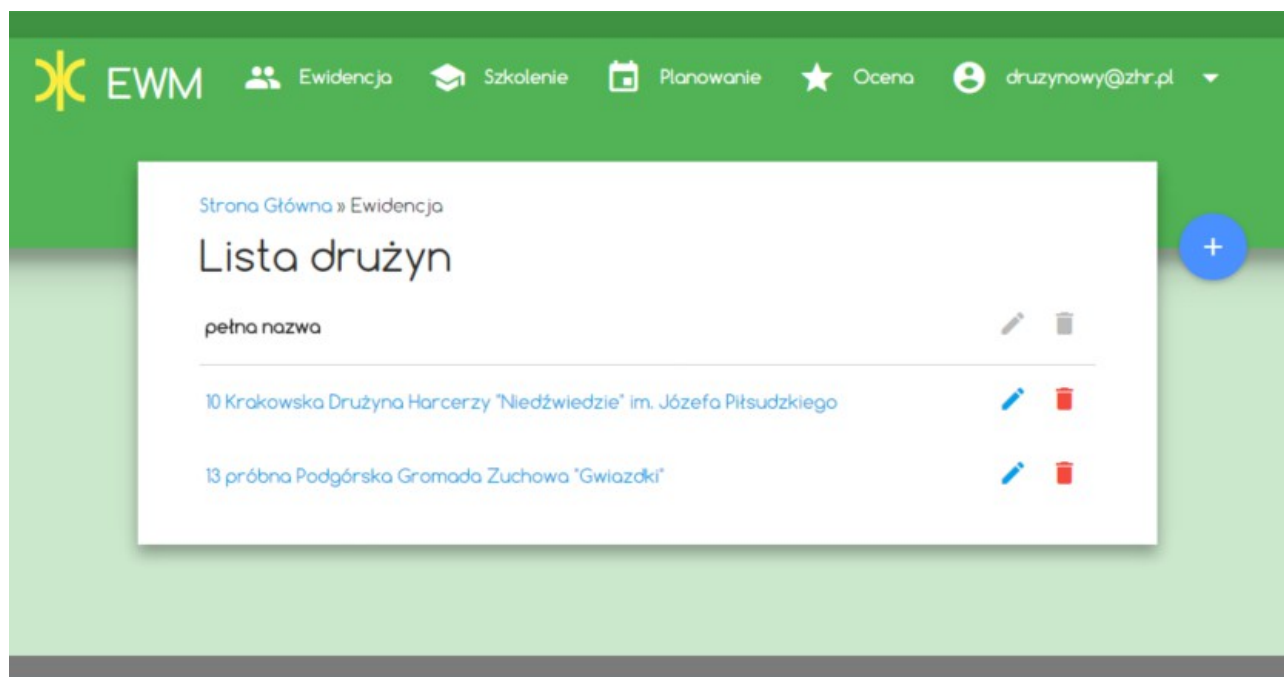 EWM Ewidencja Szkolenie Planowanie Ocena druzynowy@zhr.pl
Strona Główna » Ewidencja
Lista drużyn
pełna nazwa
10 Krakowska Drużyna Harcerzy "Niedźwiedzie" im. Józefa Piłsudzkiego
13 próbna Podgórska Gromada Zuchowa "Gwiazdki"